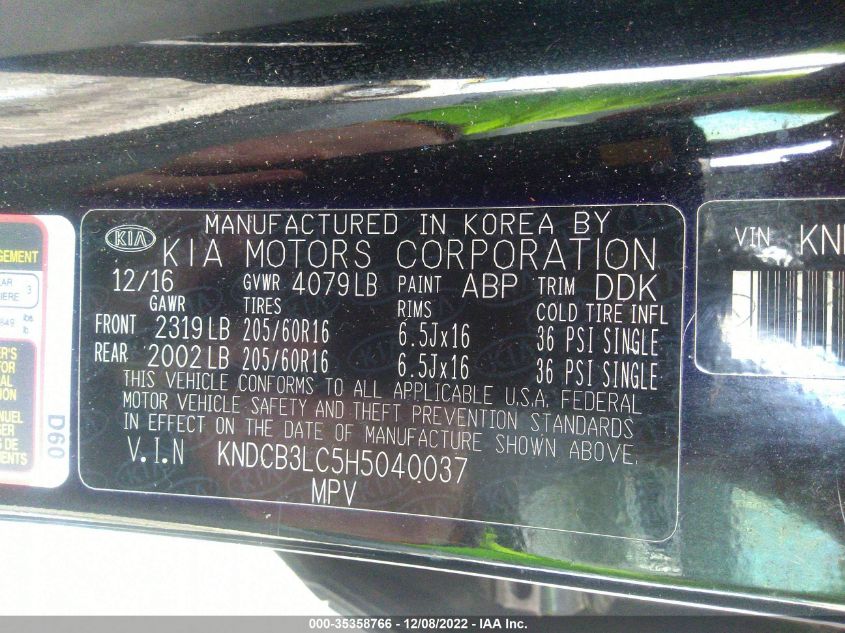 MANUFACTURED IN KOREA BY
KIA KIA MOTORS CORPORATION
12/16 GVWR 4079LB PAINT ABP TRIM DDK
GAWR TIRES RIMS COLD TIRE INFL
FRONT 2319LB 205/60R16 6.5Jx16 36 PSI SINGLE
REAR 2002LB 205/60R16 6.5Jx16 36 PSI SINGLE
THIS VEHICLE CONFORMS TO ALL APPLICABLE U.S.A. FEDERAL
MOTOR VEHICLE SAFETY AND THEFT PREVENTION STANDARDS
IN EFFECT ON THE DATE OF MANUFACTURE SHOWN ABOVE.
V.I.N KNDCB3LC5H5040037
MPV
VIN KND
3
D60
000-35358766 - 12/08/2022 - IAA Inc.